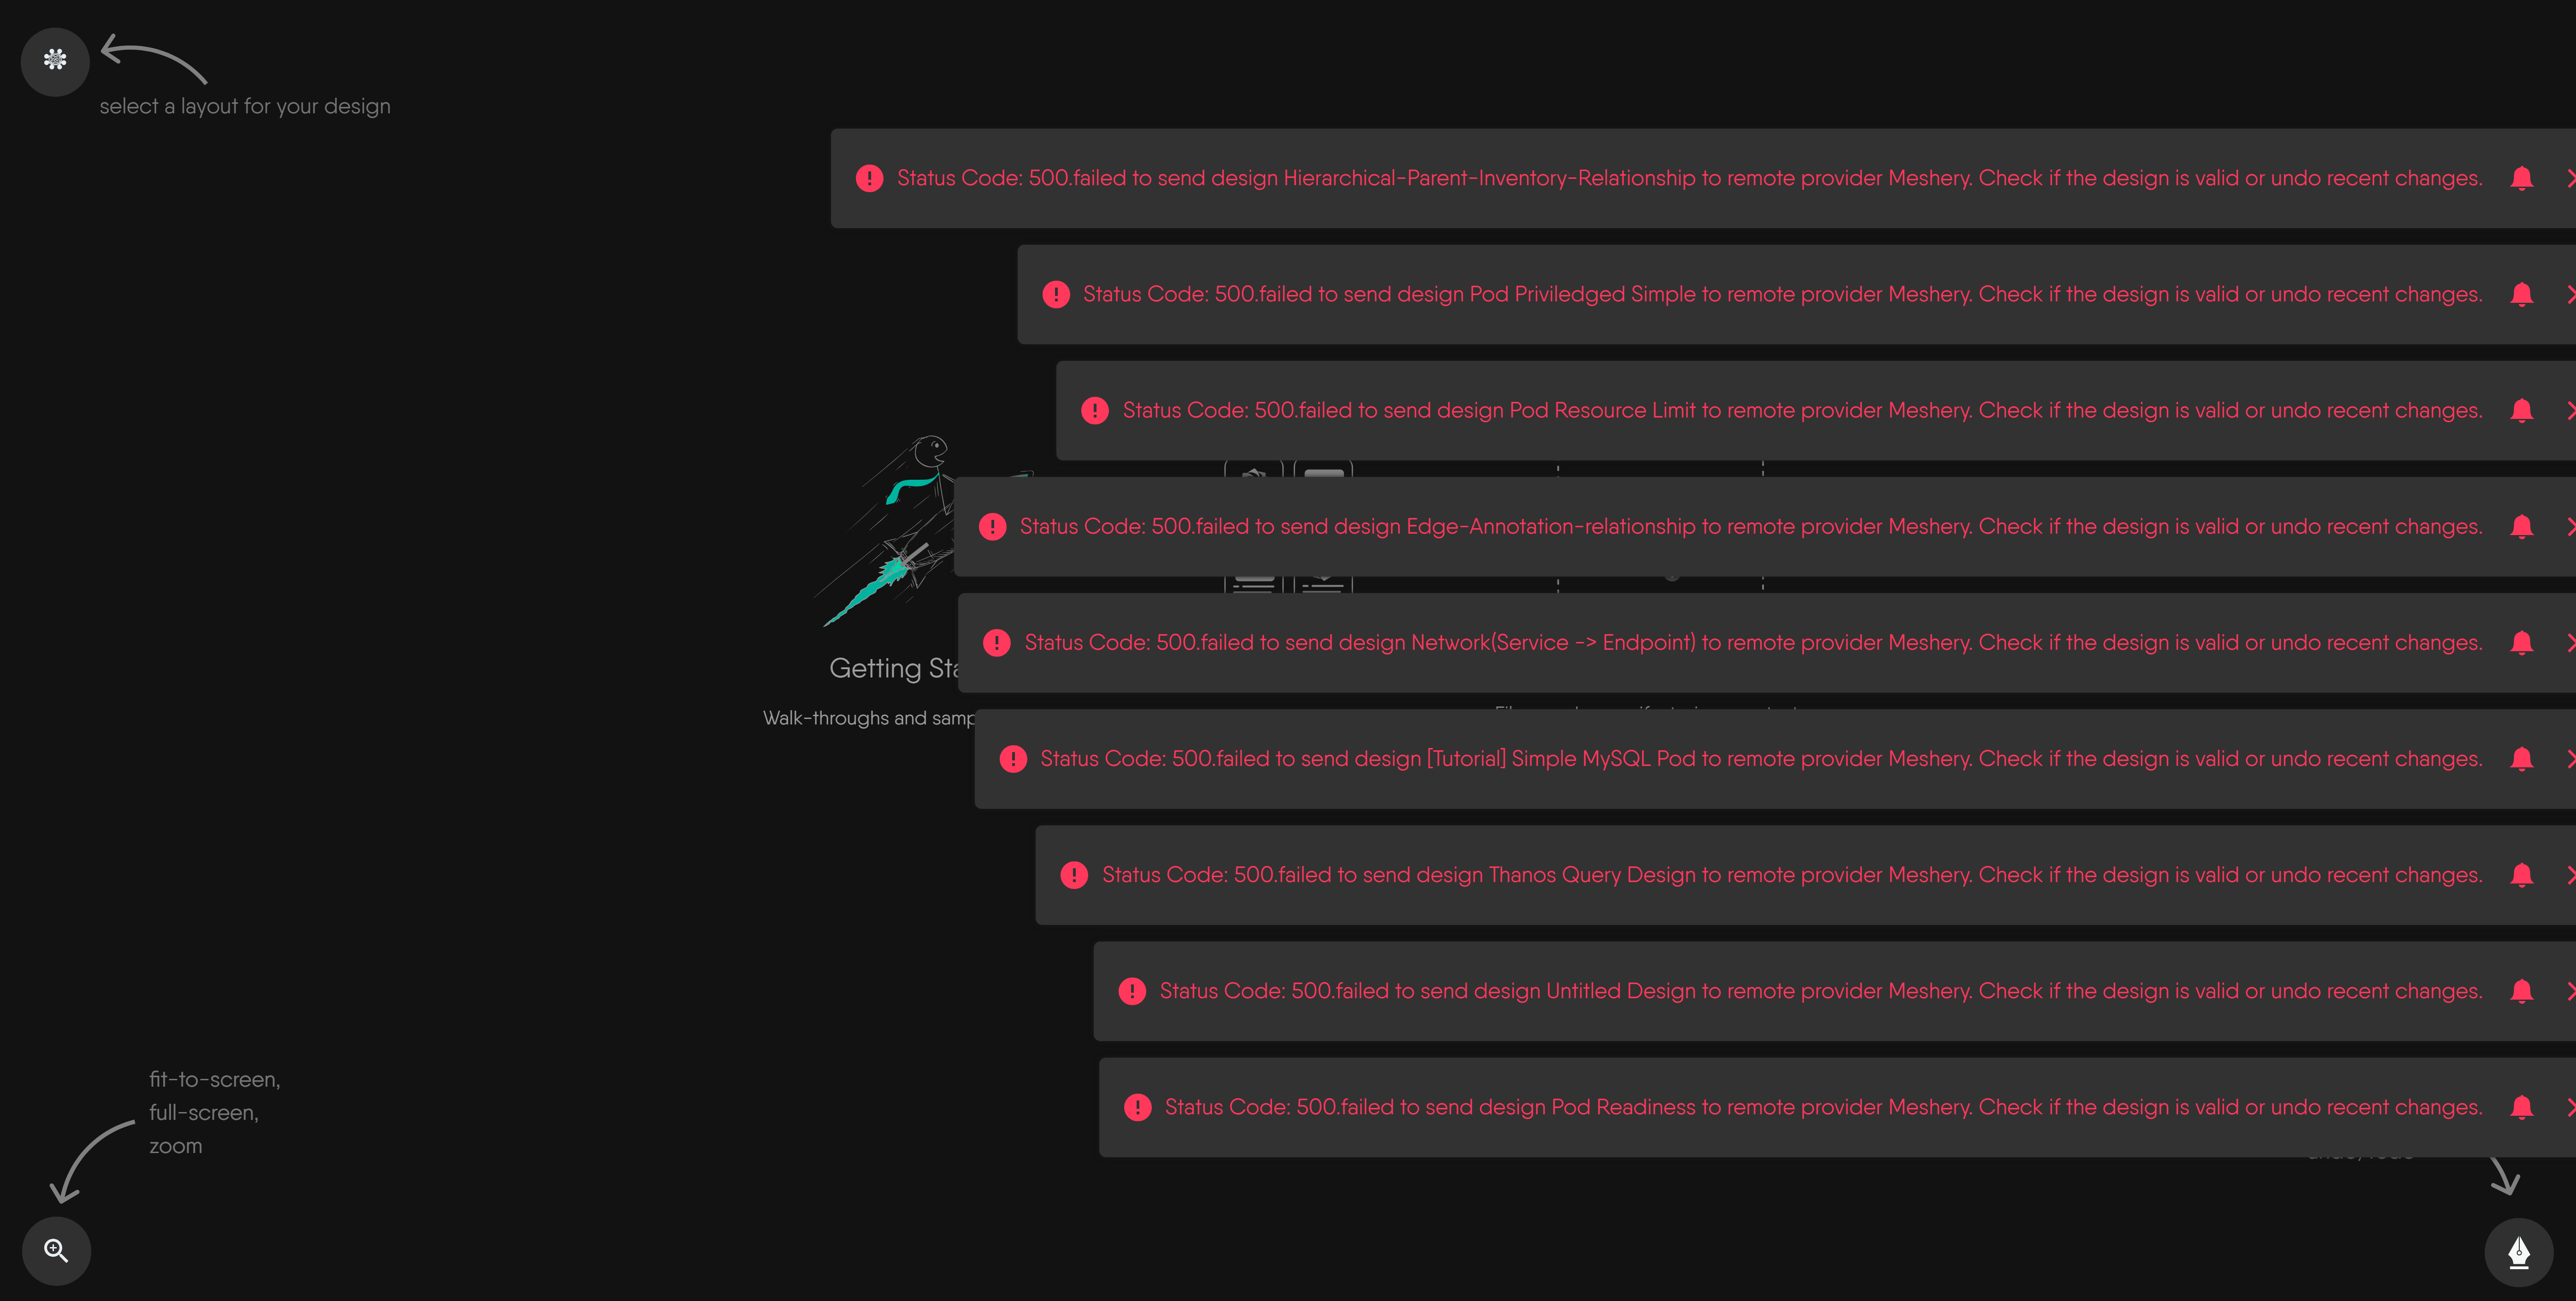 select a layout for your design
Status Code: 500.failed to send design Hierarchical-Parent-Inventory-Relationship to remote provider Meshery. Check if the design is valid or undo recent changes.
Status Code: 500.failed to send design Pod Priviledged Simple to remote provider Meshery. Check if the design is valid or undo recent changes.
Status Code: 500.failed to send design Pod Resource Limit to remote provider Meshery. Check if the design is valid or undo recent changes.
Status Code: 500.failed to send design Edge-Annotation-relationship to remote provider Meshery. Check if the design is valid or undo recent changes.
Status Code: 500.failed to send design Network(Service -> Endpoint) to remote provider Meshery. Check if the design is valid or undo recent changes.
Getting Sta
Walk-throughs and samp
Status Code: 500.failed to send design [Tutorial] Simple MySQL Pod to remote provider Meshery. Check if the design is valid or undo recent changes.
Status Code: 500.failed to send design Thanos Query Design to remote provider Meshery. Check if the design is valid or undo recent changes.
Status Code: 500.failed to send design Untitled Design to remote provider Meshery. Check if the design is valid or undo recent changes.
Status Code: 500.failed to send design Pod Readiness to remote provider Meshery. Check if the design is valid or undo recent changes.
fit-to-screen,
full-screen,
zoom